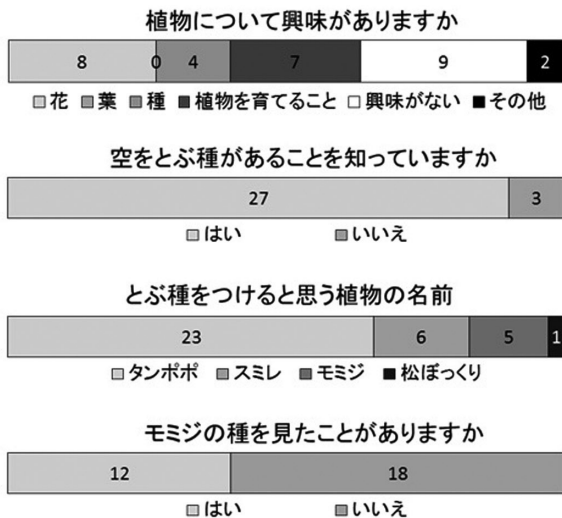 植物について興味がありますか
8 0 4 7 9 2
花 葉 種 植物を育てること 興味がない その他
空をとぶ種があることを知っていますか
27 3
はい いいえ
とぶ種をつけると思う植物の名前
23 6 5 1
タンポポ スミレ モミジ 松ぼっくり
モミジの種を見たことがありますか
12 18
はい いいえ